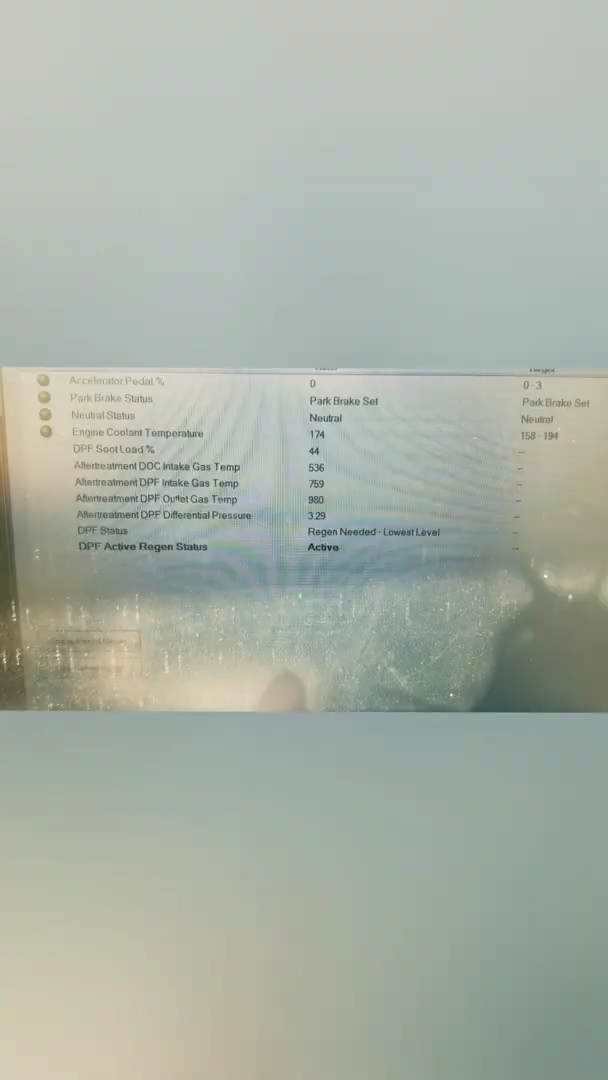 Target
Accelerator Pedal % 0 0 - 3
Park Brake Status Park Brake Set Park Brake Set
Neutral Status Neutral Neutral
Engine Coolant Temperature 174 158 - 194
DPF Soot Load % 44 --
Aftertreatment DOC Intake Gas Temp 536 --
Aftertreatment DPF Intake Gas Temp 759 --
Aftertreatment DPF Outlet Gas Temp 980 --
Aftertreatment DPF Differential Pressure 3.29 --
DPF Status Regen Needed - Lowest Level --
DPF Active Regen Status Active --